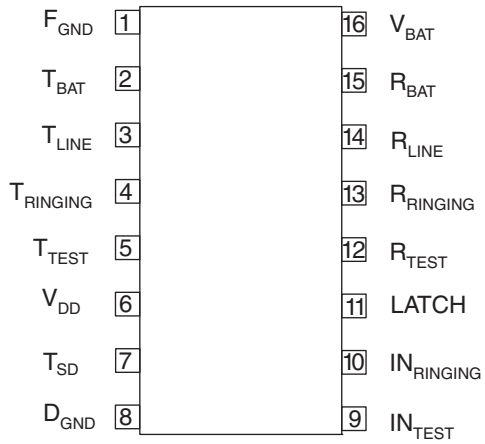 F_GND 1 16 V_BAT
T_BAT 2 15 R_BAT
T_LINE 3 14 R_LINE
T_RINGING 4 13 R_RINGING
T_TEST 5 12 R_TEST
V_DD 6 11 LATCH
T_SD 7 10 IN_RINGING
D_GND 8 9 IN_TEST